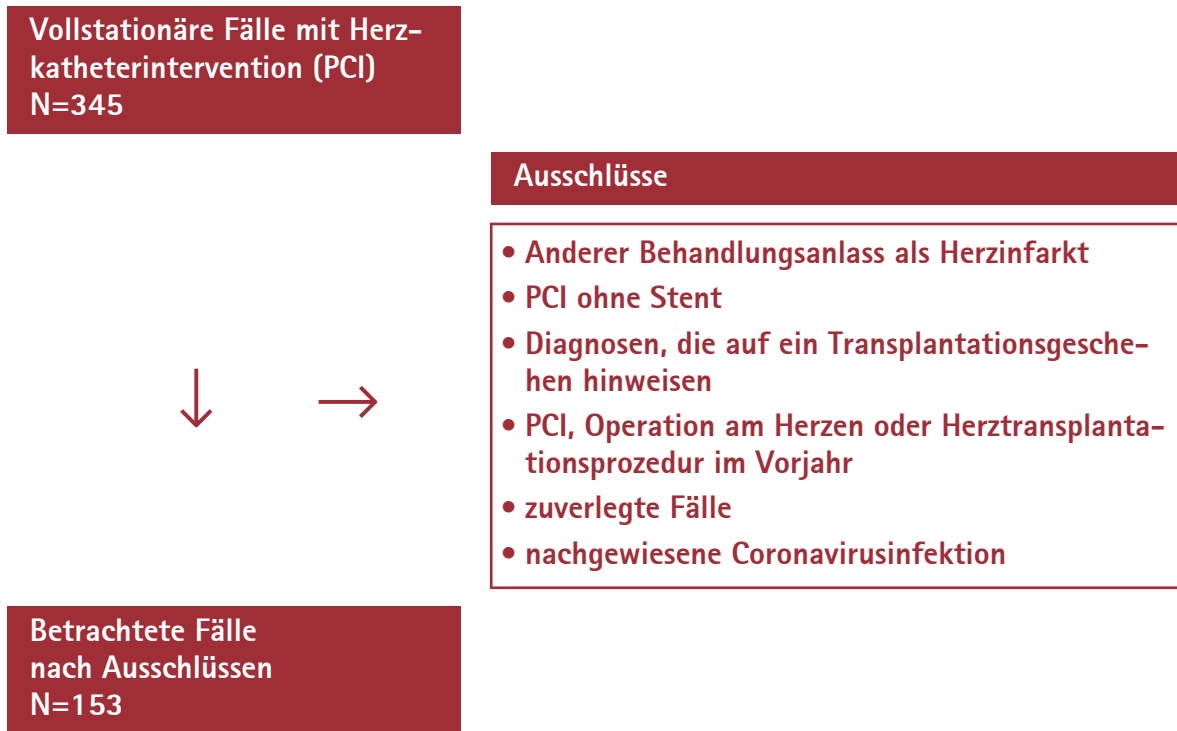 Vollstationäre Fälle mit Herz-
katheterintervention (PCI)
N=345
Ausschlüsse
• Anderer Behandlungsanlass als Herzinfarkt
• PCI ohne Stent
• Diagnosen, die auf ein Transplantationsgesche-
hen hinweisen
• PCI, Operation am Herzen oder Herztransplanta-
tionsprozedur im Vorjahr
• zuverlegte Fälle
• nachgewiesene Coronavirusinfektion
Betrachtete Fälle
nach Ausschlüssen
N=153